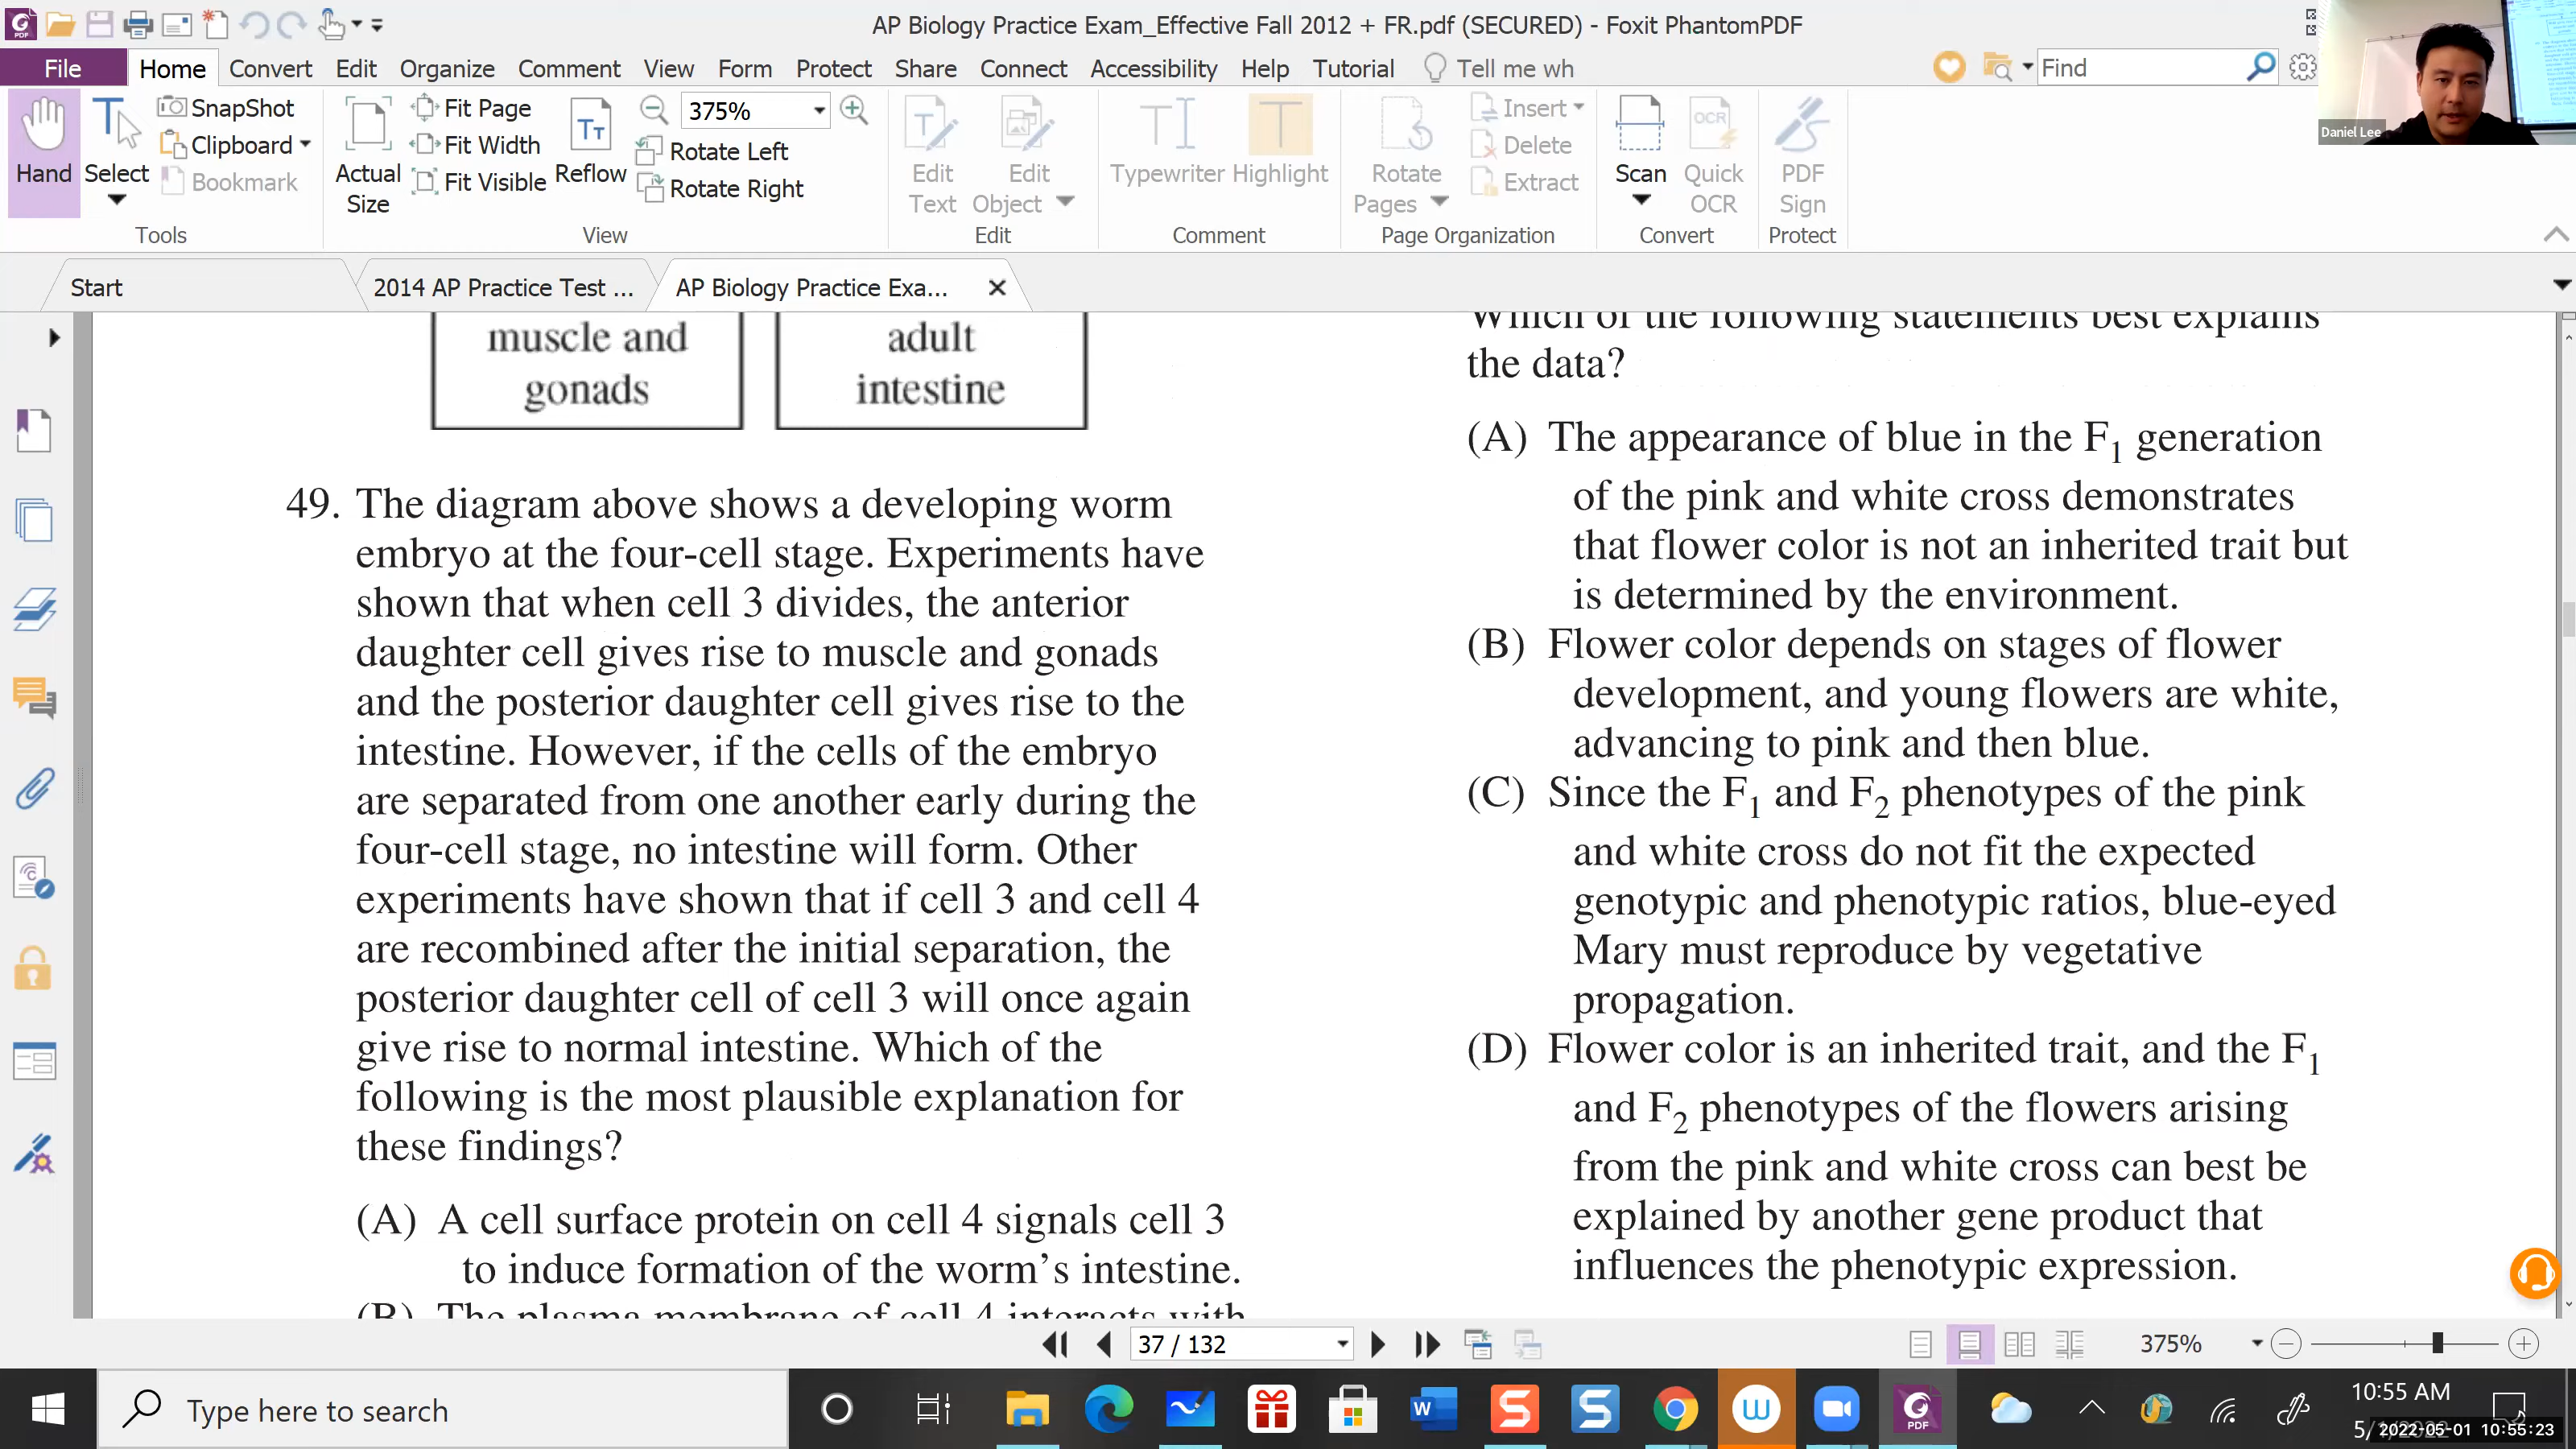 AP Biology Practice Exam_Effective Fall 2012 + FR.pdf (SECURED) - Foxit PhantomPDF
File Home Convert Edit Organize Comment View Form Protect Share Connect Accessibility Help Tutorial Tell me wh Find
Daniel Lee
Hand Select SnapShot Clipboard Bookmark
Actual Size Fit Page Fit Width Fit Visible Reflow 375% Rotate Left Rotate Right
Edit Text Edit Object Typewriter Highlight Rotate Pages Insert Delete Extract Scan Quick OCR PDF Sign
Tools View Edit Comment Page Organization Convert Protect
Start 2014 AP Practice Test ... AP Biology Practice Exa...
muscle and
gonads
adult
intestine
49. The diagram above shows a developing worm
embryo at the four-cell stage. Experiments have
shown that when cell 3 divides, the anterior
daughter cell gives rise to muscle and gonads
and the posterior daughter cell gives rise to the
intestine. However, if the cells of the embryo
are separated from one another early during the
four-cell stage, no intestine will form. Other
experiments have shown that if cell 3 and cell 4
are recombined after the initial separation, the
posterior daughter cell of cell 3 will once again
give rise to normal intestine. Which of the
following is the most plausible explanation for
these findings?
(A) A cell surface protein on cell 4 signals cell 3
to induce formation of the worm's intestine.
(B) The plasma membrane of cell 4 interacts with
Which of the following statements best explains
the data?
(A) The appearance of blue in the F1 generation
of the pink and white cross demonstrates
that flower color is not an inherited trait but
is determined by the environment.
(B) Flower color depends on stages of flower
development, and young flowers are white,
advancing to pink and then blue.
(C) Since the F1 and F2 phenotypes of the pink
and white cross do not fit the expected
genotypic and phenotypic ratios, blue-eyed
Mary must reproduce by vegetative
propagation.
(D) Flower color is an inherited trait, and the F1
and F2 phenotypes of the flowers arising
from the pink and white cross can best be
explained by another gene product that
influences the phenotypic expression.
37 / 132
375%
Type here to search
10:55 AM
2022-05-01 10:55:23